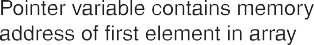 Pointer variable contains memory
address of first element in array